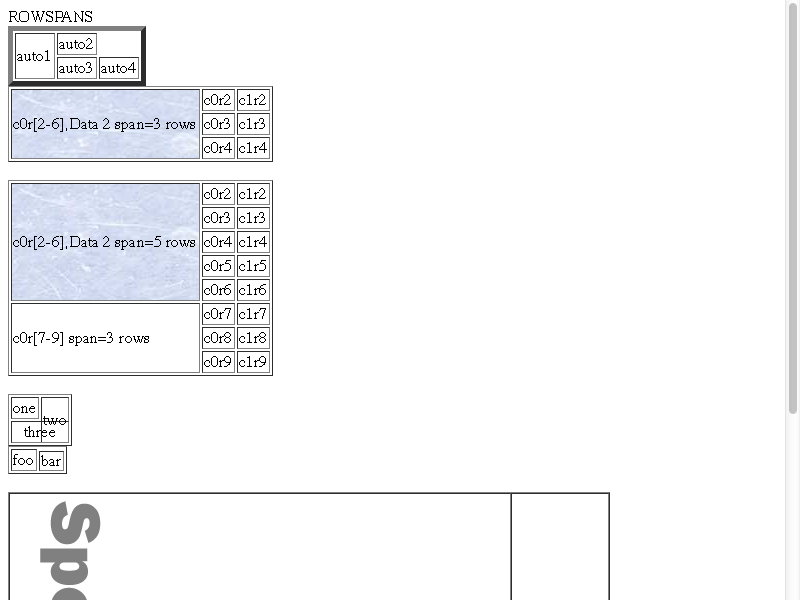 ROWSPANS
auto1 auto2
auto3 auto4
c0r[2-6],Data 2 span=3 rows c0r2 c1r2
c0r3 c1r3
c0r4 c1r4
c0r[2-6],Data 2 span=5 rows c0r2 c1r2
c0r3 c1r3
c0r4 c1r4
c0r5 c1r5
c0r6 c1r6
c0r[7-9] span=3 rows c0r7 c1r7
c0r8 c1r8
c0r9 c1r9
one two
three
foo bar